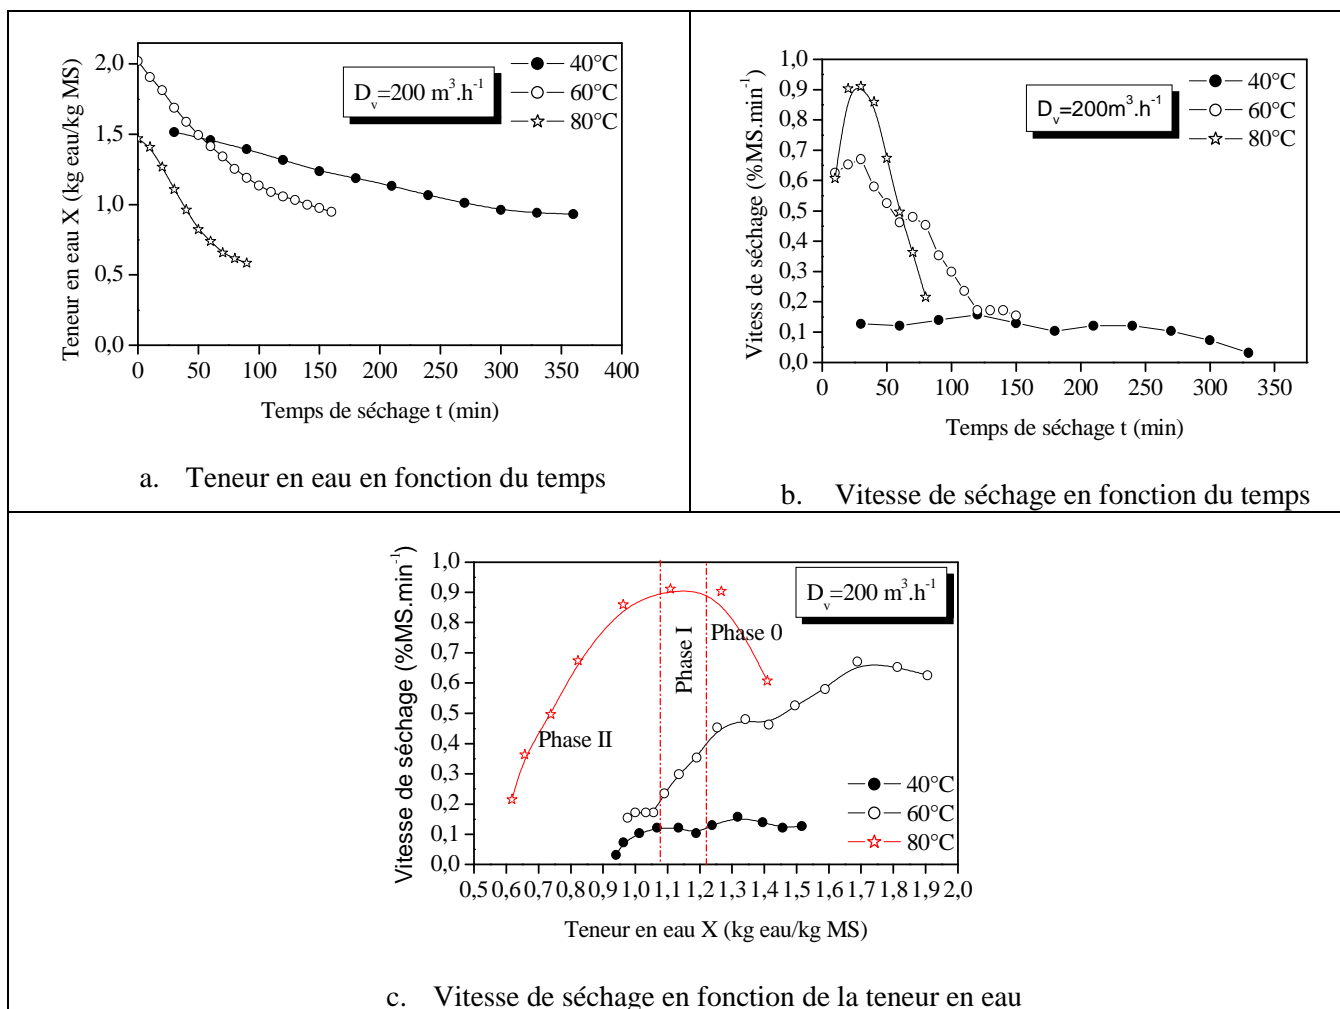 2,0
1,5
1,0
0,5
0,0
0 50 100 150 200 250 300 350 400
Teneur en eau X (kg eau/kg MS)
Temps de séchage t (min)
D_v=200 m³.h⁻¹
40°C
60°C
80°C
a. Teneur en eau en fonction du temps
1,0
0,9
0,8
0,7
0,6
0,5
0,4
0,3
0,2
0,1
0,0
0 50 100 150 200 250 300 350
Vitess de séchage (%MS.min⁻¹)
Temps de séchage t (min)
D_v=200m³.h⁻¹
40°C
60°C
80°C
b. Vitesse de séchage en fonction du temps
1,0
0,9
0,8
0,7
0,6
0,5
0,4
0,3
0,2
0,1
0,0
0,5 0,6 0,7 0,8 0,9 1,0 1,1 1,2 1,3 1,4 1,5 1,6 1,7 1,8 1,9 2,0
Vitesse de séchage (%MS.min⁻¹)
Teneur en eau X (kg eau/kg MS)
D_v=200 m³.h⁻¹
Phase II
Phase I
Phase 0
40°C
60°C
80°C
c. Vitesse de séchage en fonction de la teneur en eau